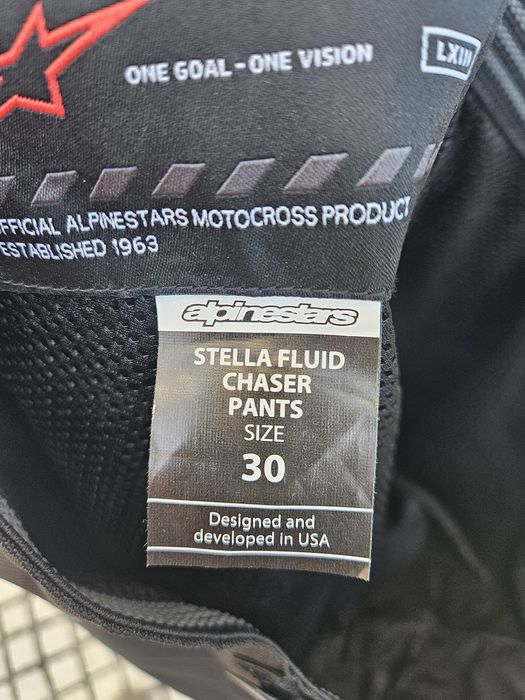 ONE GOAL - ONE VISION
LXIII
OFFICIAL ALPINESTARS MOTOCROSS PRODUCT
ESTABLISHED 1963
alpinestars
STELLA FLUID
CHASER
PANTS
SIZE
30
Designed and
developed in USA